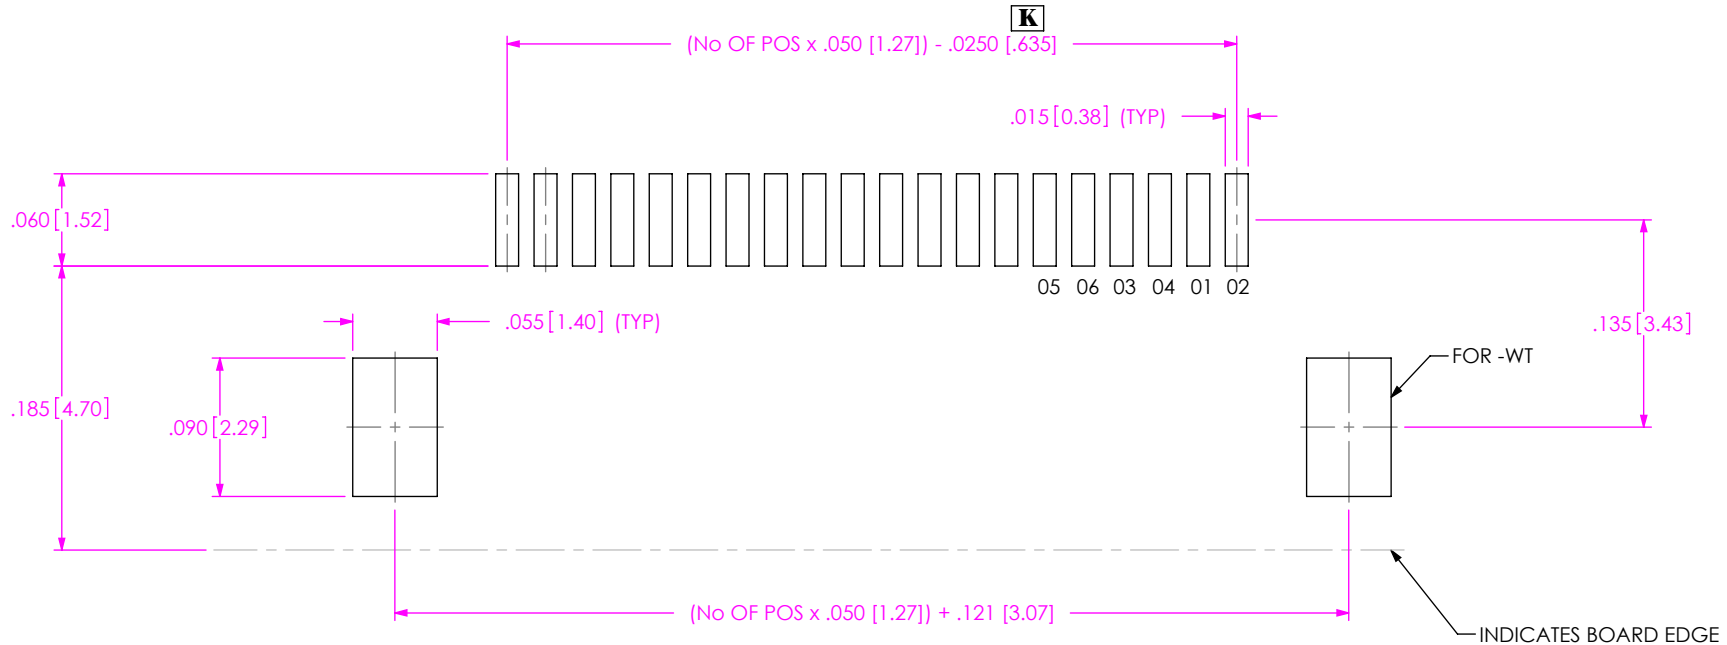 K
(No OF POS x .050 [1.27]) - .0250 [.635]
.015[0.38] (TYP)
.060[1.52]
05 06 03 04 01 02
.055[1.40] (TYP)
.135[3.43]
FOR -WT
.185[4.70]
.090[2.29]
(No OF POS x .050 [1.27]) + .121 [3.07]
INDICATES BOARD EDGE